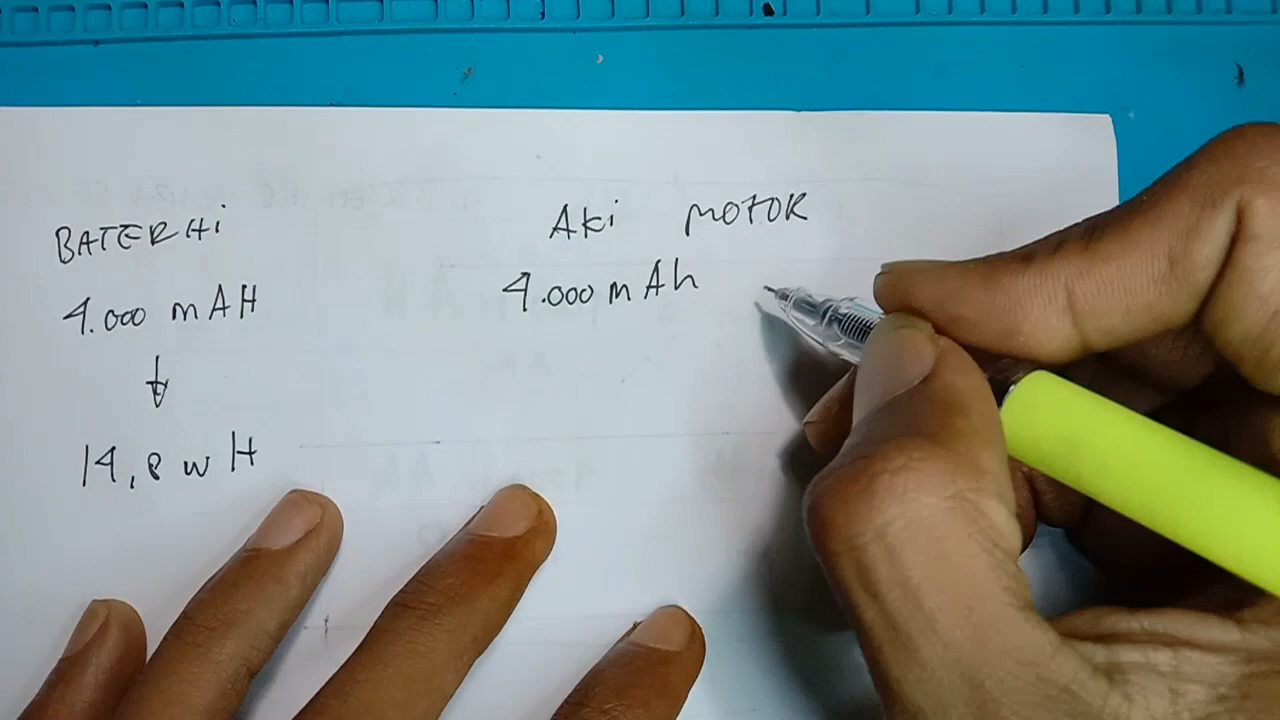 BATERAi
4.000 mAH
14,8 WH
Aki MOTOR
4.000 mAh